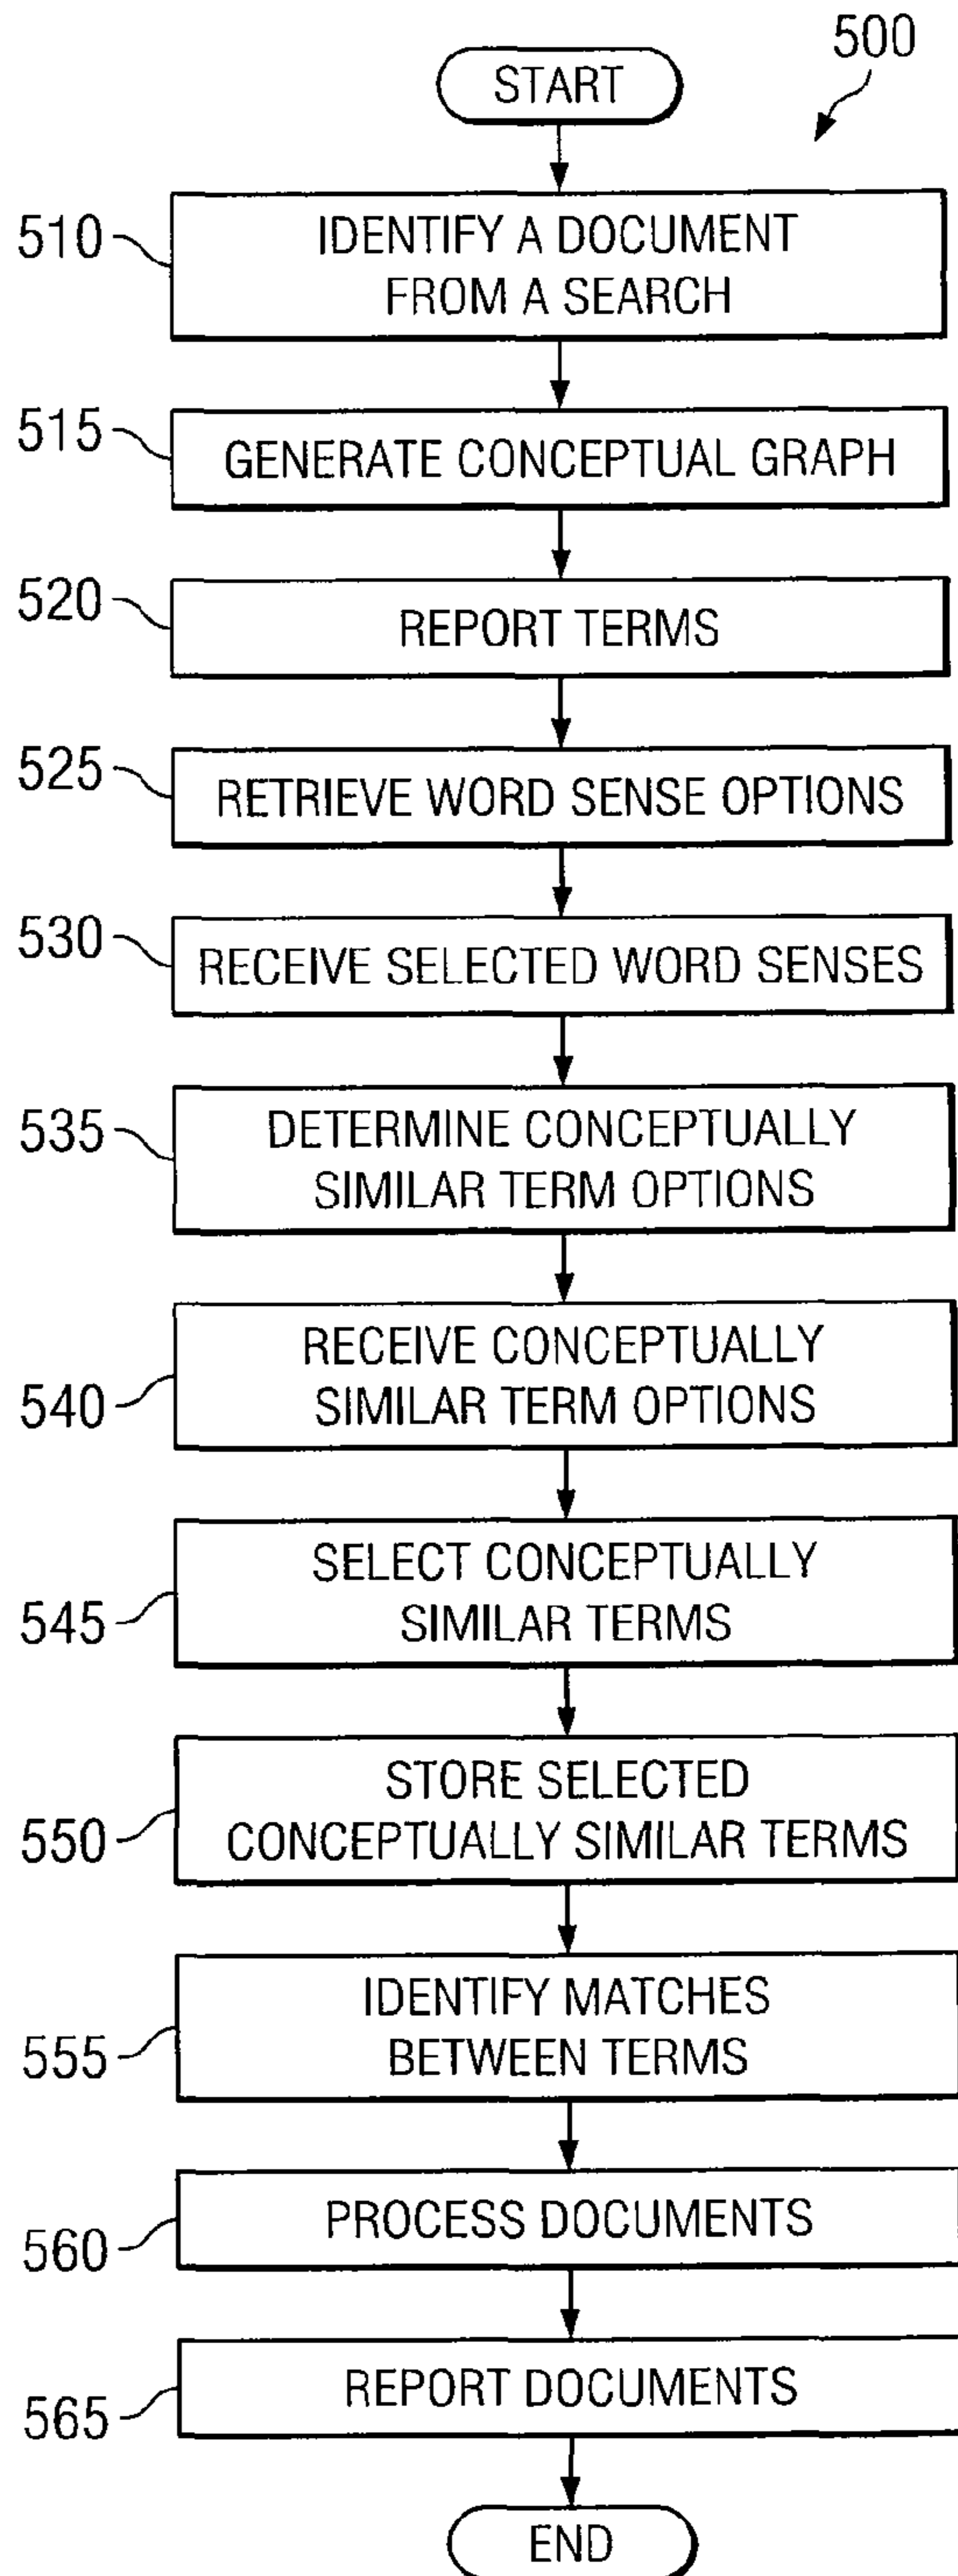 500
START
510
IDENTIFY A DOCUMENT
FROM A SEARCH
515
GENERATE CONCEPTUAL GRAPH
520
REPORT TERMS
525
RETRIEVE WORD SENSE OPTIONS
530
RECEIVE SELECTED WORD SENSES
535
DETERMINE CONCEPTUALLY
SIMILAR TERM OPTIONS
540
RECEIVE CONCEPTUALLY
SIMILAR TERM OPTIONS
545
SELECT CONCEPTUALLY
SIMILAR TERMS
550
STORE SELECTED
CONCEPTUALLY SIMILAR TERMS
555
IDENTIFY MATCHES
BETWEEN TERMS
560
PROCESS DOCUMENTS
565
REPORT DOCUMENTS
END